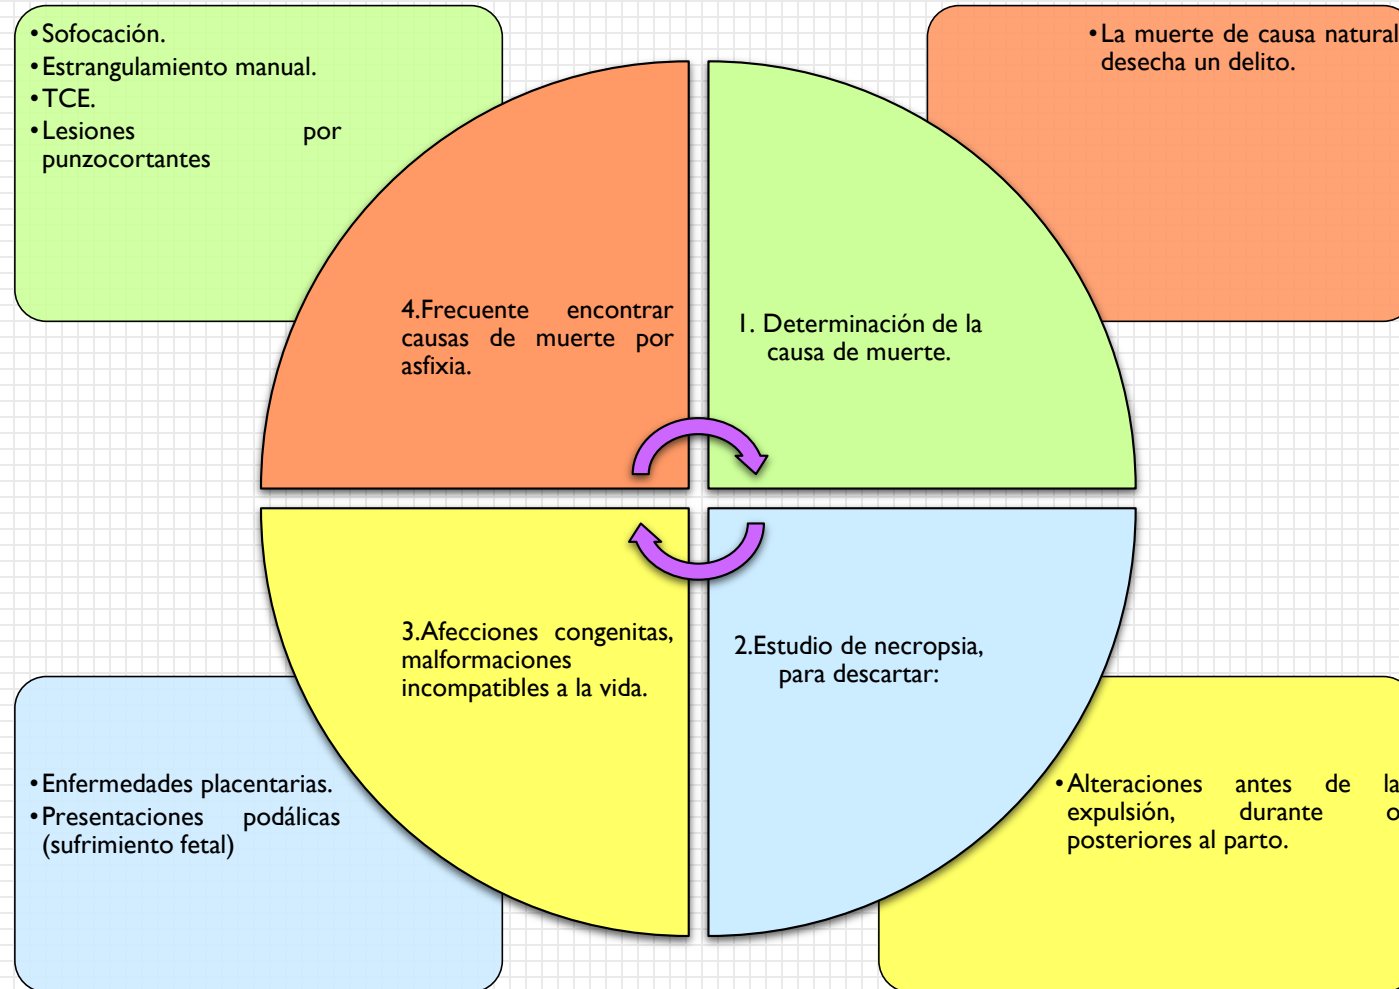 •Sofocación.
•Estrangulamiento manual.
•TCE.
•Lesiones por
punzocortantes
•La muerte de causa natural
desecha un delito.
4.Frecuente encontrar
causas de muerte por
asfixia.
1. Determinación de la
causa de muerte.
3.Afecciones congenitas,
malformaciones
incompatibles a la vida.
2.Estudio de necropsia,
para descartar:
•Enfermedades placentarias.
•Presentaciones podálicas
(sufrimiento fetal)
•Alteraciones antes de la
expulsión, durante o
posteriores al parto.